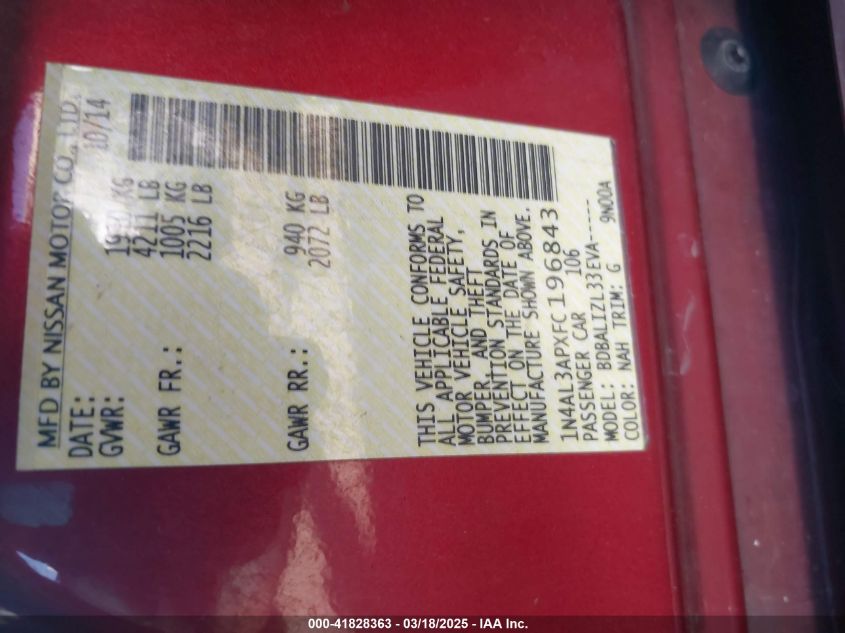 MFD BY NISSAN MOTOR CO., LTD.
DATE: 10/14
GVWR: KG
4211 LB
GAWR FR.: 1005 KG
2216 LB
GAWR RR.: 940 KG
2072 LB
THIS VEHICLE CONFORMS TO
ALL APPLICABLE FEDERAL
MOTOR VEHICLE SAFETY,
BUMPER, AND THEFT
PREVENTION STANDARDS IN
EFFECT ON THE DATE OF
MANUFACTURE SHOWN ABOVE.
1N4AL3APXFC196843
PASSENGER CAR 106
MODEL: BDBALIZL33EVA-----
COLOR: NAH TRIM: G 9N00A
000-41828363 - 03/18/2025 - IAA Inc.